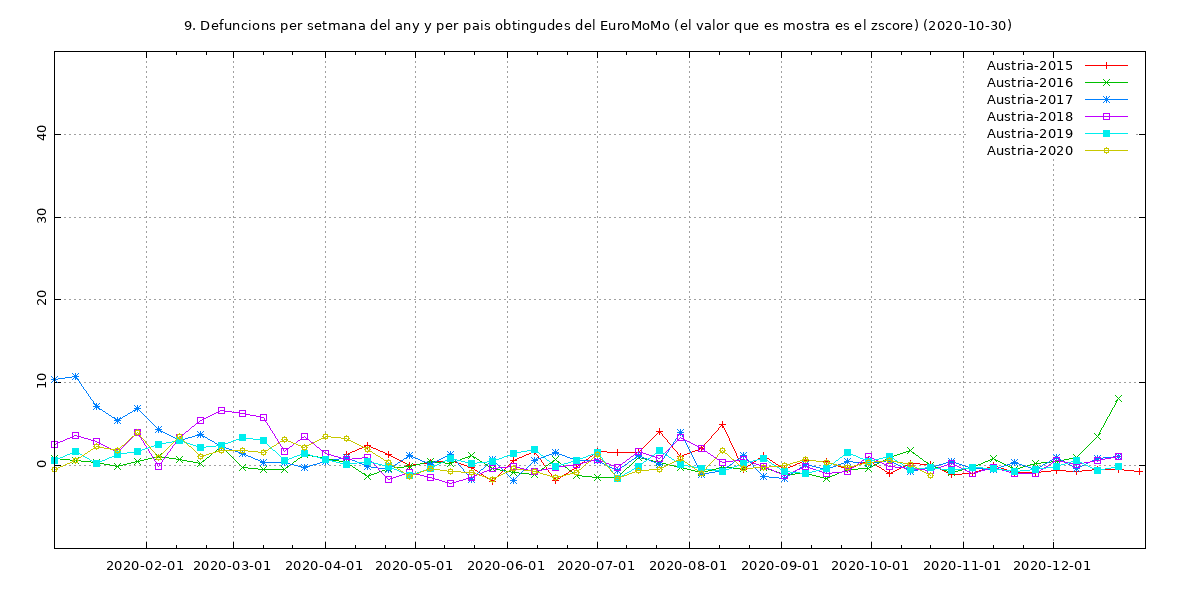 9. Defuncions per setmana del any y per pais obtingudes del EuroMoMo (el valor que es mostra es el zscore) (2020-10-30)
Austria-2015
Austria-2016
Austria-2017
Austria-2018
Austria-2019
Austria-2020
40
30
20
10
0
2020-02-01 2020-03-01 2020-04-01 2020-05-01 2020-06-01 2020-07-01 2020-08-01 2020-09-01 2020-10-01 2020-11-01 2020-12-01